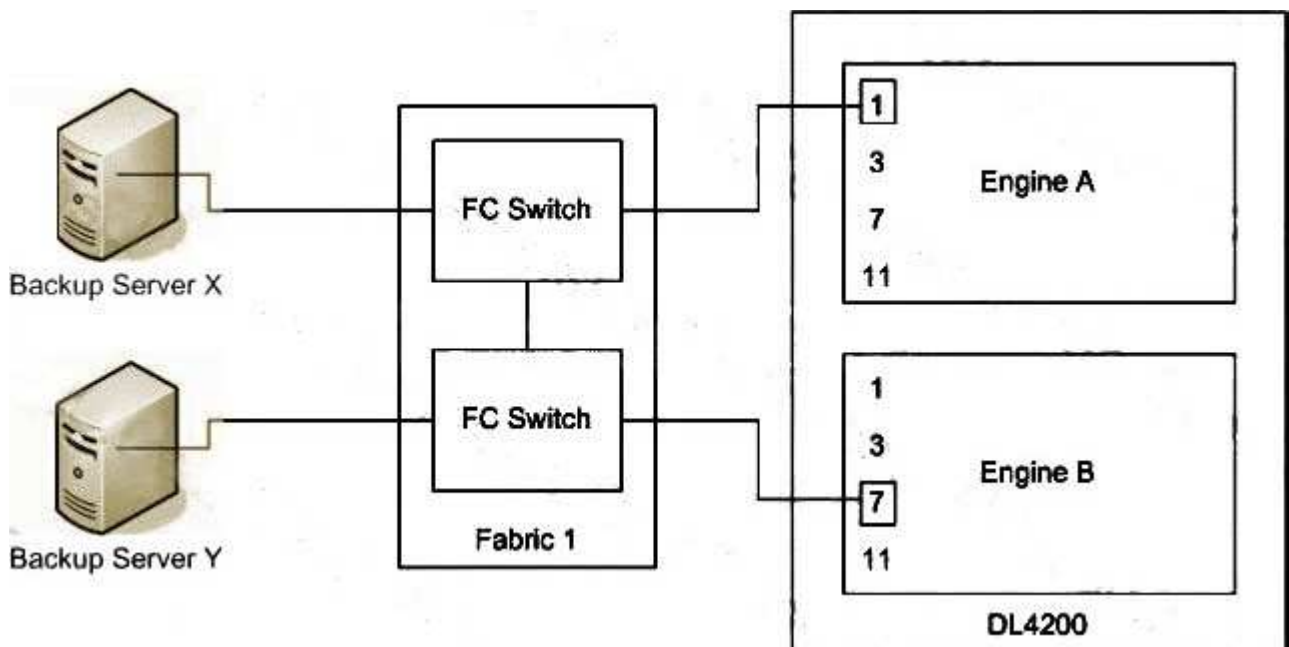 Backup Server X
Backup Server Y
FC Switch
FC Switch
Fabric 1
1
3
7
11
Engine A
1
3
7
11
Engine B
DL4200